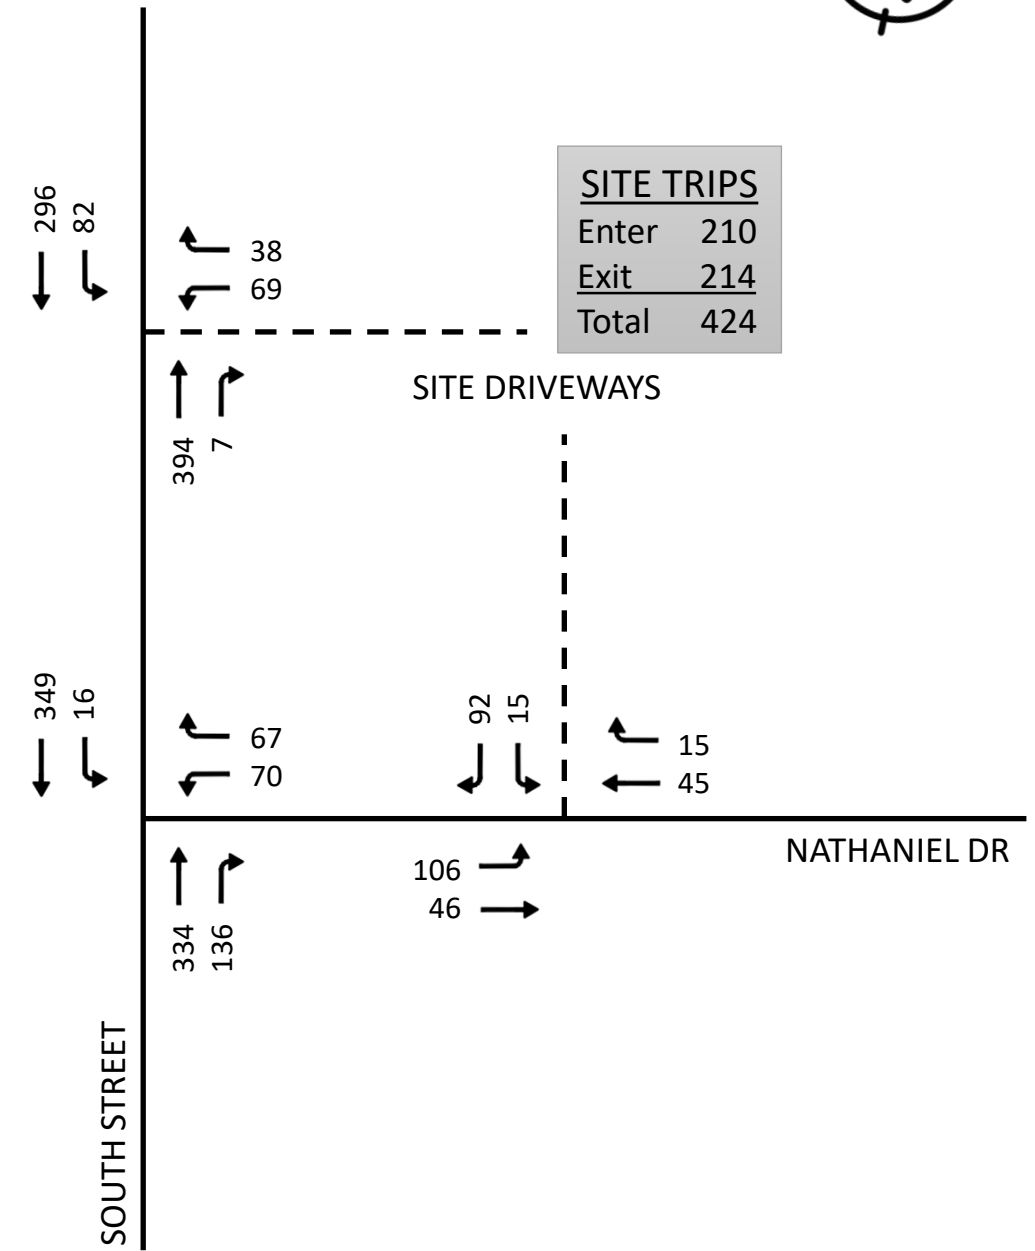 296
82
38
69
SITE TRIPS
Enter 210
Exit 214
Total 424
394
7
SITE DRIVEWAYS
349
16
67
70
92
15
15
45
334
136
106
46
NATHANIEL DR
SOUTH STREET